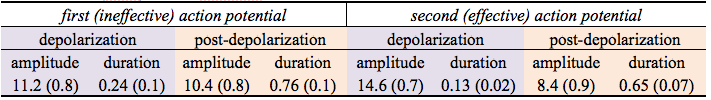 first (ineffective) action potential second (effective) action potential
depolarization post-depolarization depolarization post-depolarization
amplitude duration amplitude duration amplitude duration amplitude duration
11.2 (0.8) 0.24 (0.1) 10.4 (0.8) 0.76 (0.1) 14.6 (0.7) 0.13 (0.02) 8.4 (0.9) 0.65 (0.07)